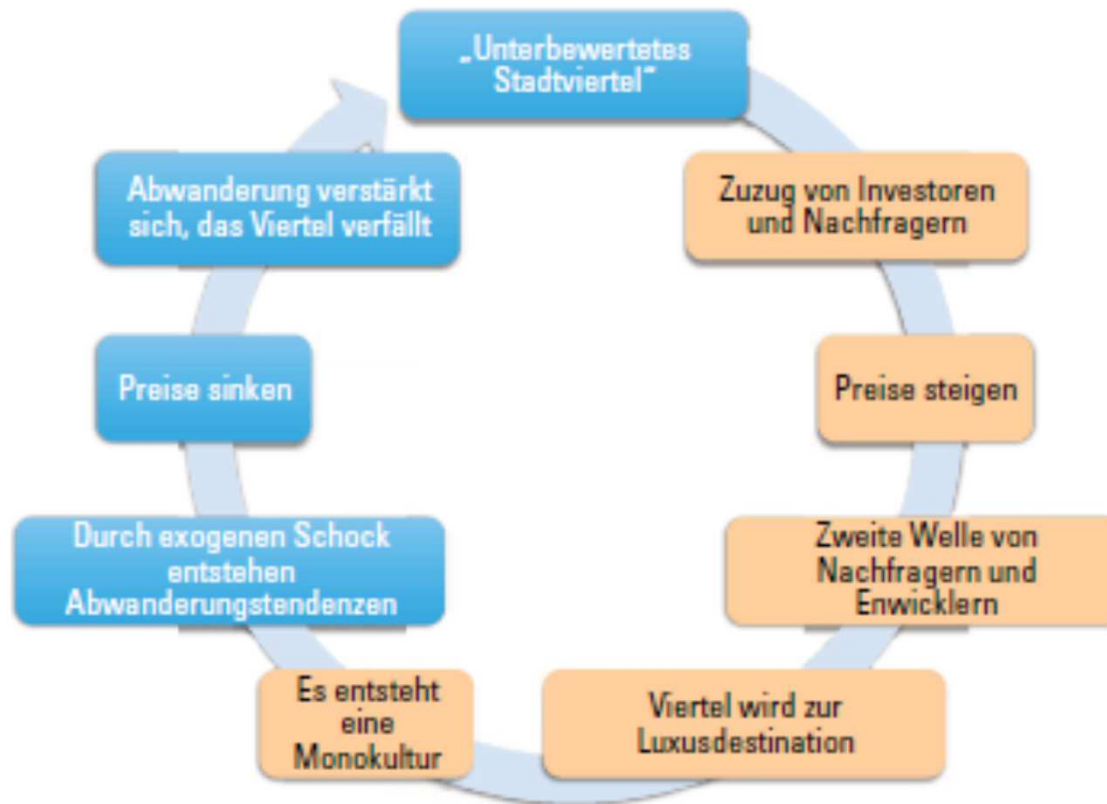 „Unterbewertetes
Stadtviertel“
Zuzug von Investoren
und Nachfragern
Preise steigen
Zweite Welle von
Nachfragern und
Enwicklern
Viertel wird zur
Luxusdestination
Es entsteht
eine
Monokultur
Durch exogenen Schock
entstehen
Abwanderungstendenzen
Preise sinken
Abwanderung verstärkt
sich, das Viertel verfällt